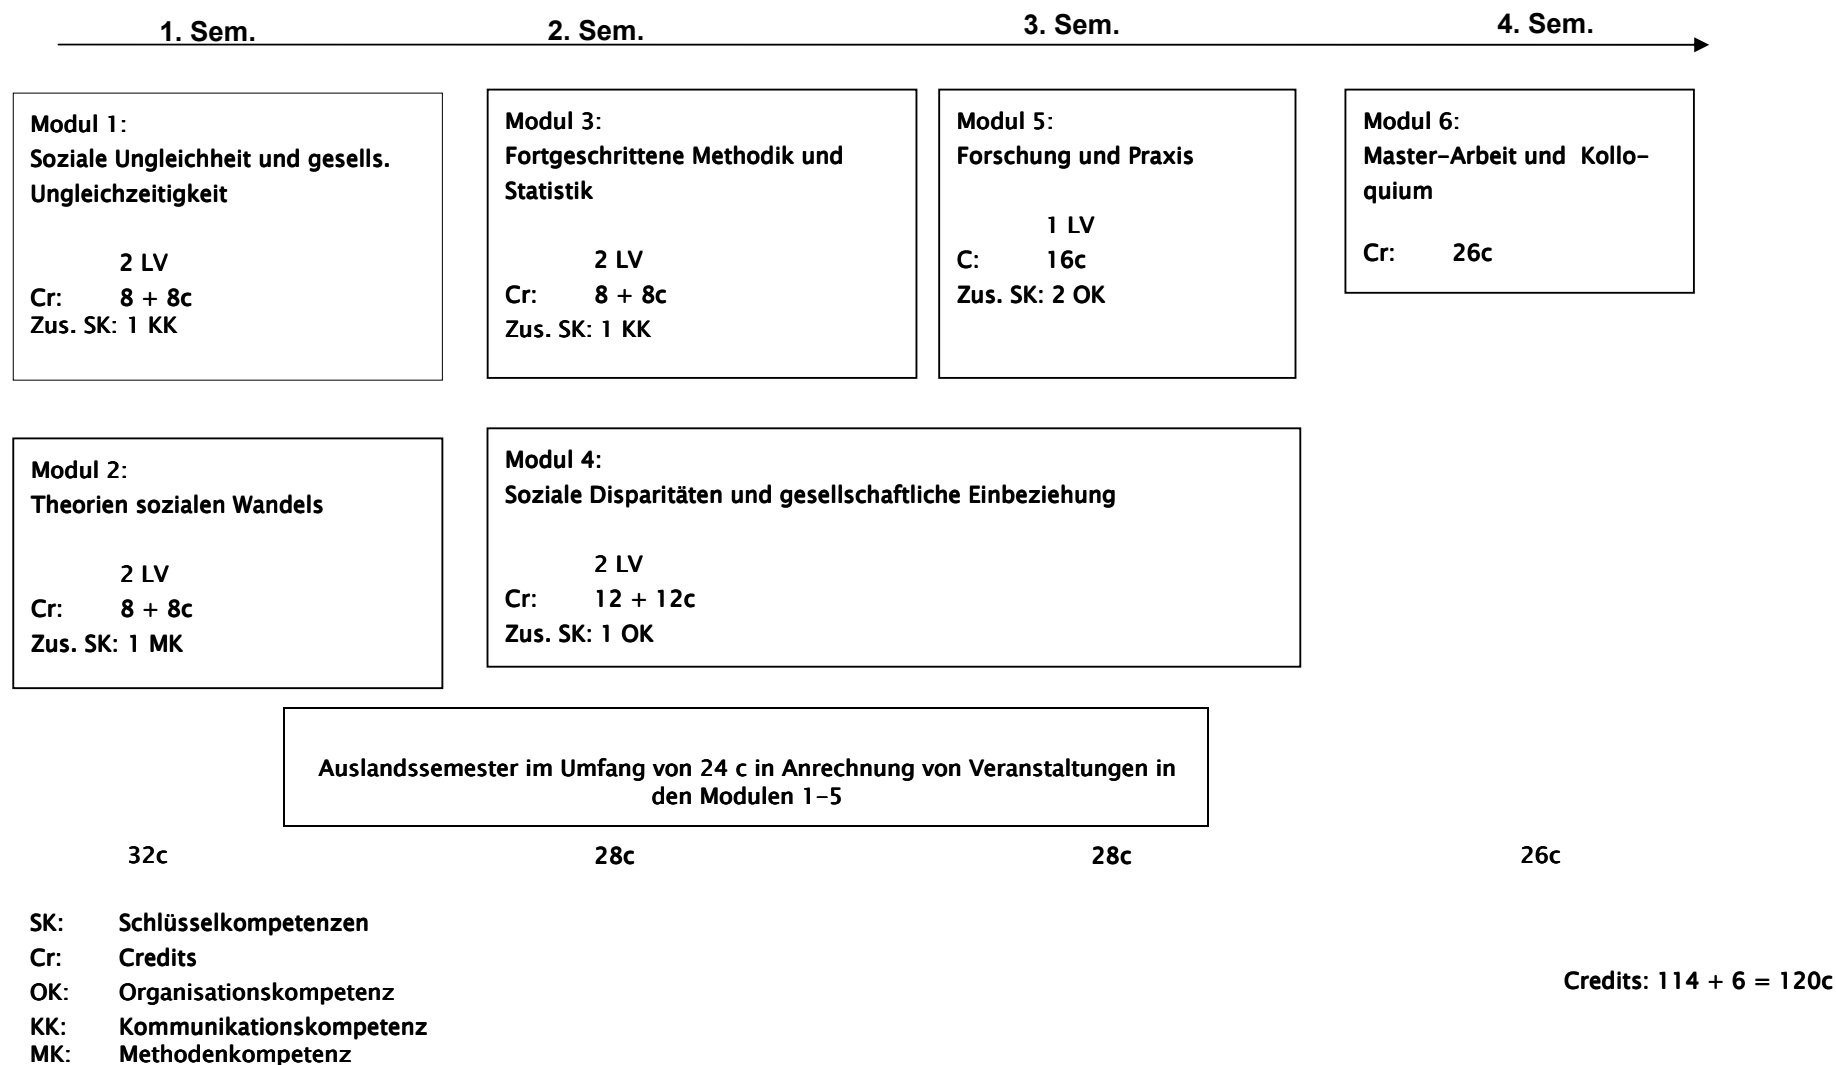 1. Sem.
2. Sem.
3. Sem.
4. Sem.
Modul 1:
Soziale Ungleichheit und gesells.
Ungleichzeitigkeit
2 LV
Cr: 8 + 8c
Zus. SK: 1 KK
Modul 3:
Fortgeschrittene Methodik und
Statistik
2 LV
Cr: 8 + 8c
Zus. SK: 1 KK
Modul 5:
Forschung und Praxis
1 LV
C: 16c
Zus. SK: 2 OK
Modul 6:
Master-Arbeit und Kollo-
quium
Cr: 26c
Modul 2:
Theorien sozialen Wandels
2 LV
Cr: 8 + 8c
Zus. SK: 1 MK
Modul 4:
Soziale Disparitäten und gesellschaftliche Einbeziehung
2 LV
Cr: 12 + 12c
Zus. SK: 1 OK
Auslandssemester im Umfang von 24 c in Anrechnung von Veranstaltungen in
den Modulen 1-5
32c
28c
28c
26c
SK: Schlüsselkompetenzen
Cr: Credits
OK: Organisationskompetenz
KK: Kommunikationskompetenz
MK: Methodenkompetenz
Credits: 114 + 6 = 120c